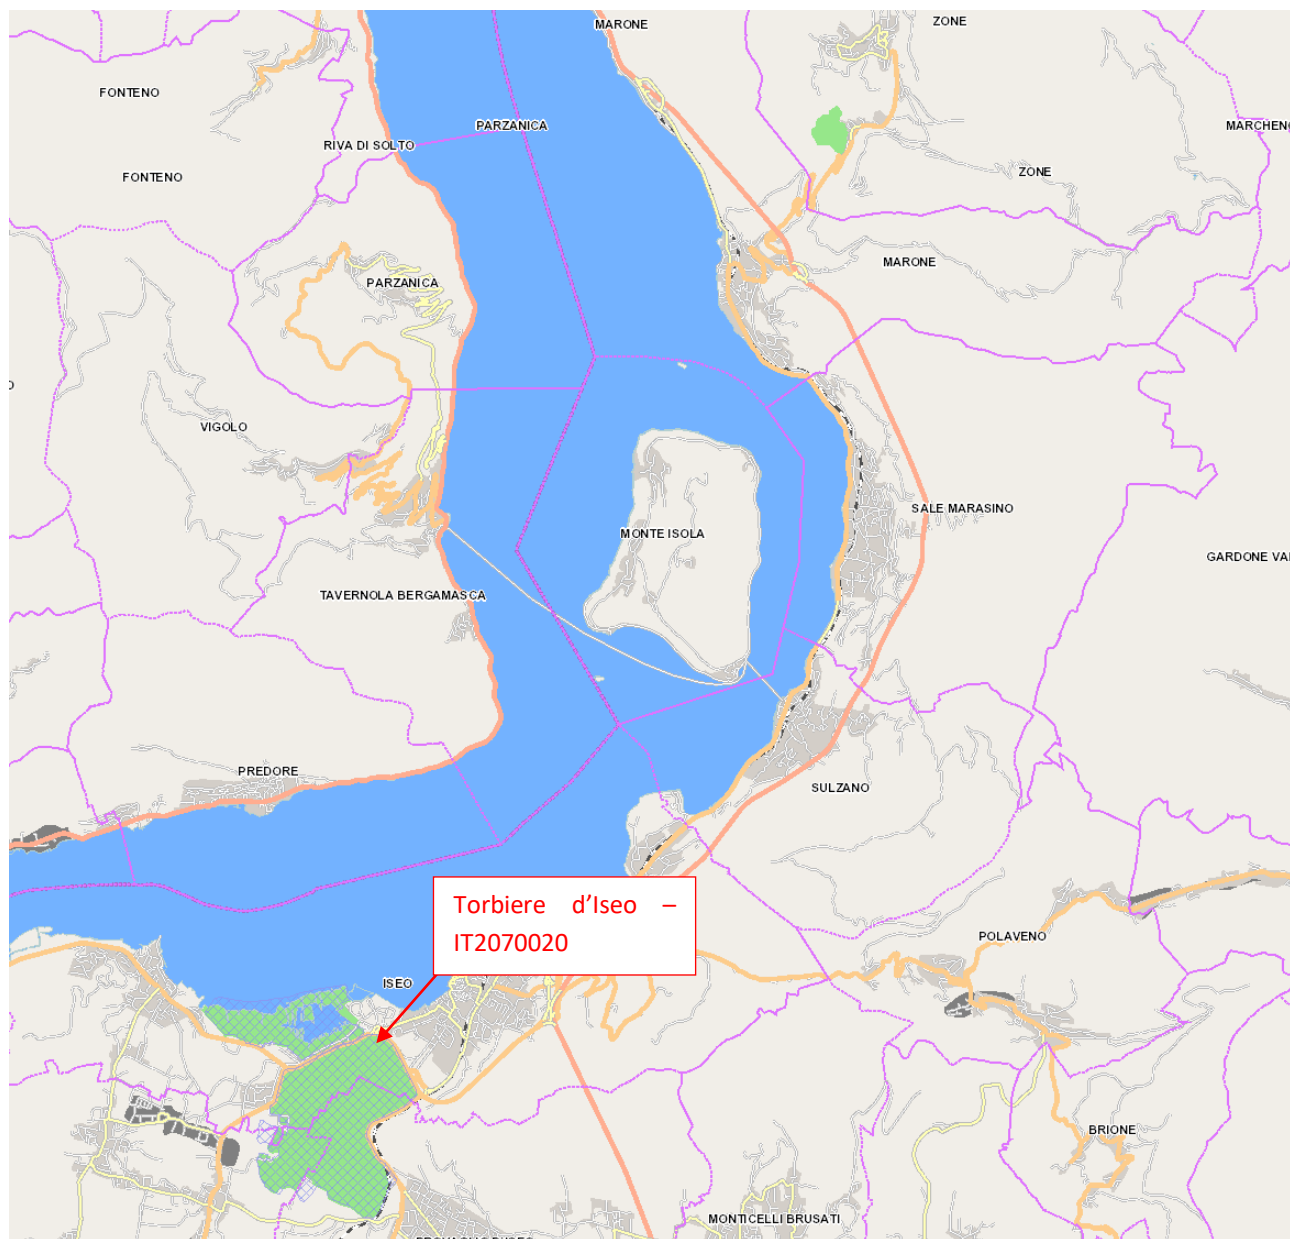 MARONE
ZONE
FONTENO
PARZANICA
MARCHENO
RIVA DI SOLTO
FONTENO
ZONE
MARONE
PARZANICA
VIGOLO
SALE MARASINO
MONTE ISOLA
GARDONE VA
TAVERNOLA BERGAMASCA
PREDORE
SULZANO
Torbiere d’Iseo –
IT2070020
POLAVENO
ISEO
BRIONE
MONTICELLI BRUSATI